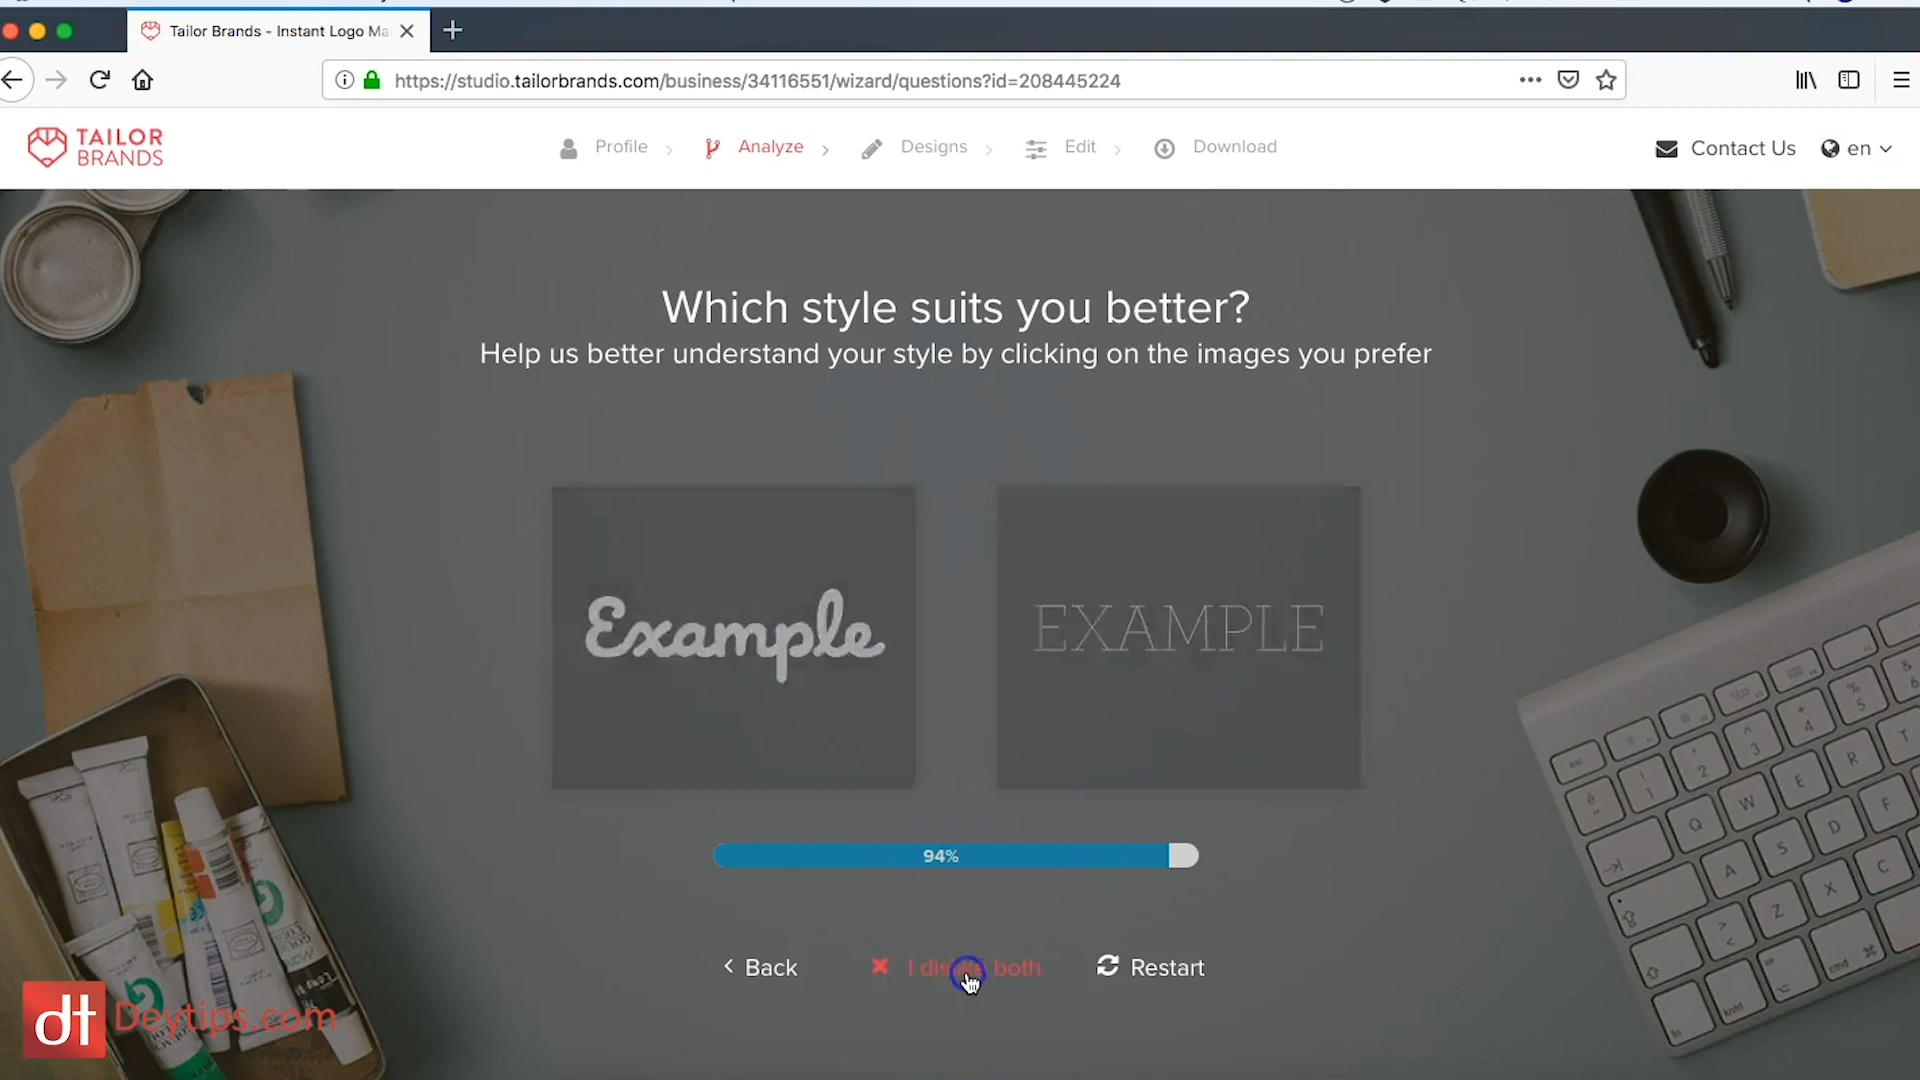 Tailor Brands - Instant Logo Ma
https://studio.tailorbrands.com/business/34116551/wizard/questions?id=208445224
TAILOR
BRANDS
Profile
Analyze
Designs
Edit
Download
Contact Us
en
Which style suits you better?
Help us better understand your style by clicking on the images you prefer
Example
EXAMPLE
94%
Back
I dislike both
Restart
dt Deytips.com